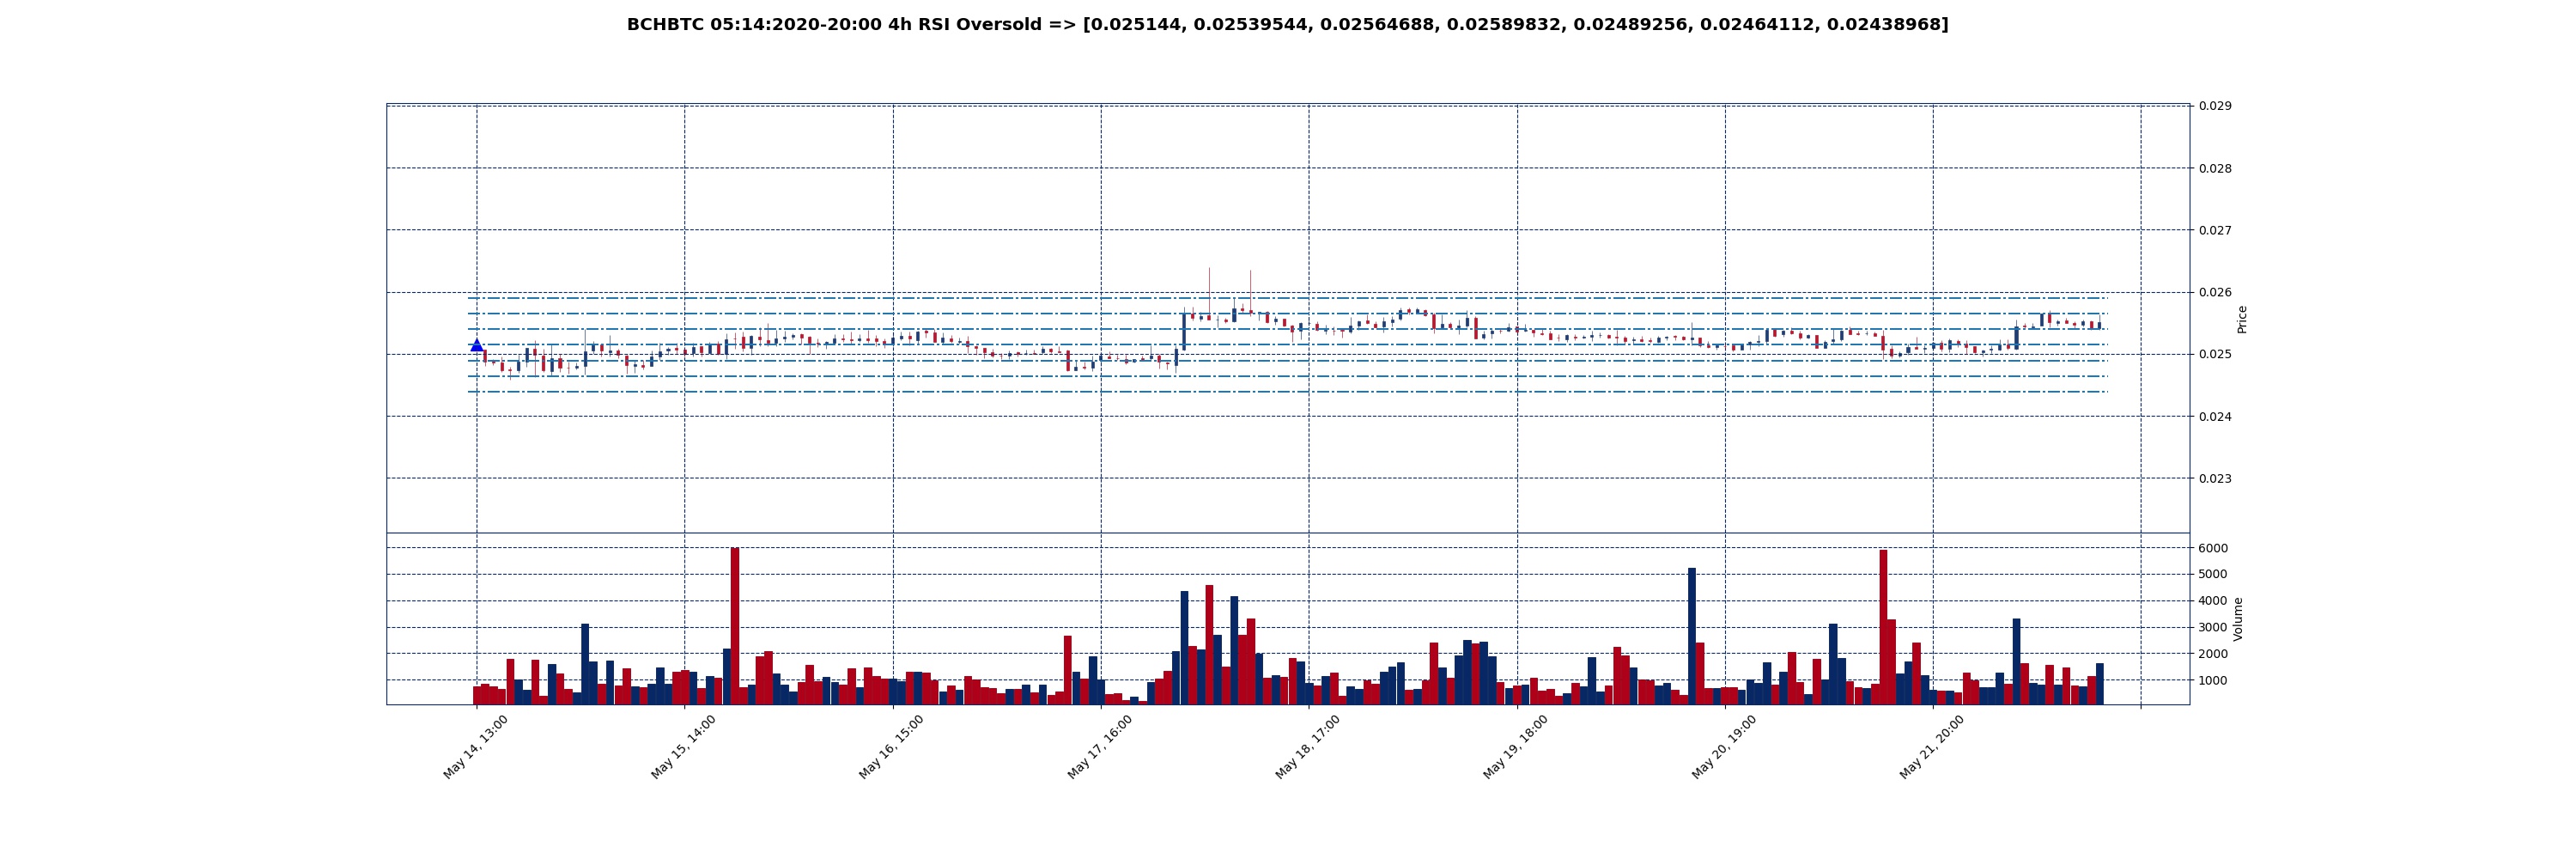 BCHBTC 05:14:2020-20:00 4h RSI Oversold => [0.025144, 0.02539544, 0.02564688, 0.02589832, 0.02489256, 0.02464112, 0.02438968]
0.029
0.028
0.027
0.026
0.025
0.024
0.023
Price
6000
5000
4000
3000
2000
1000
Volume
May 14, 13:00
May 15, 14:00
May 16, 15:00
May 17, 16:00
May 18, 17:00
May 19, 18:00
May 20, 19:00
May 21, 20:00